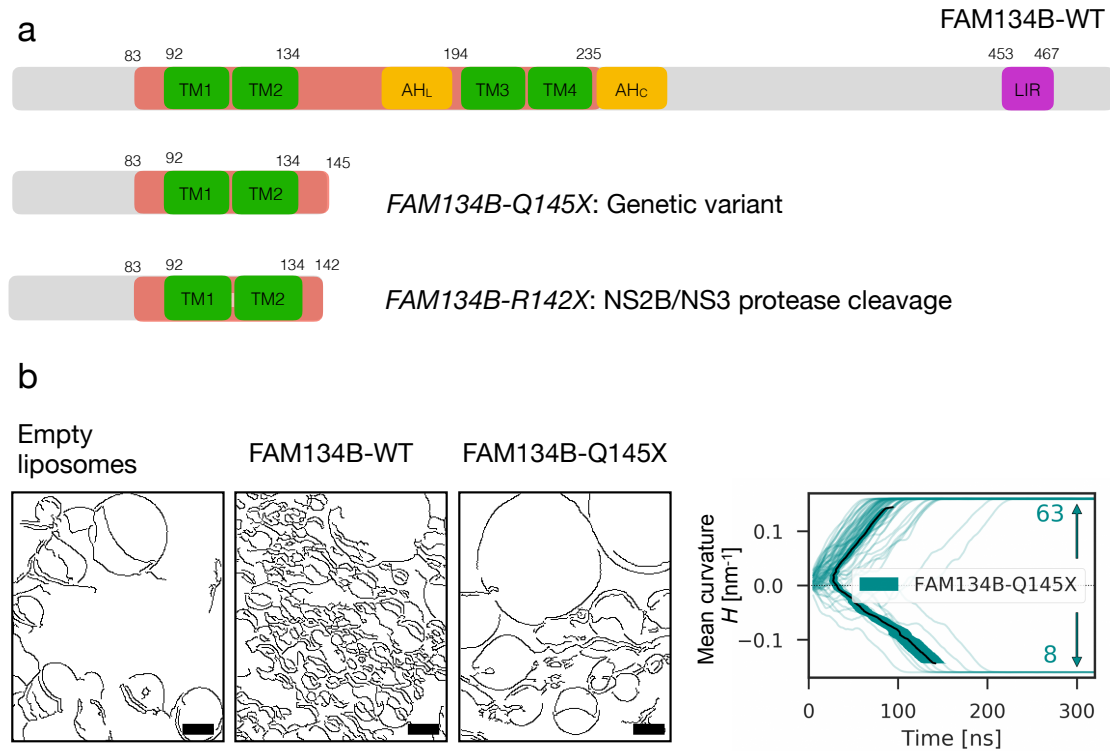 FAM134B-WT
a
83 92 134 194 235 453 467
TM1 TM2 AHL TM3 TM4 AHC LIR
83 92 134 145
TM1 TM2
FAM134B-Q145X: Genetic variant
83 92 134 142
TM1 TM2
FAM134B-R142X: NS2B/NS3 protease cleavage
b
Empty
liposomes
FAM134B-WT
FAM134B-Q145X
Mean curvature
H [nm⁻¹]
0.1
0.0
−0.1
63
FAM134B-Q145X
8
0 100 200 300
Time [ns]